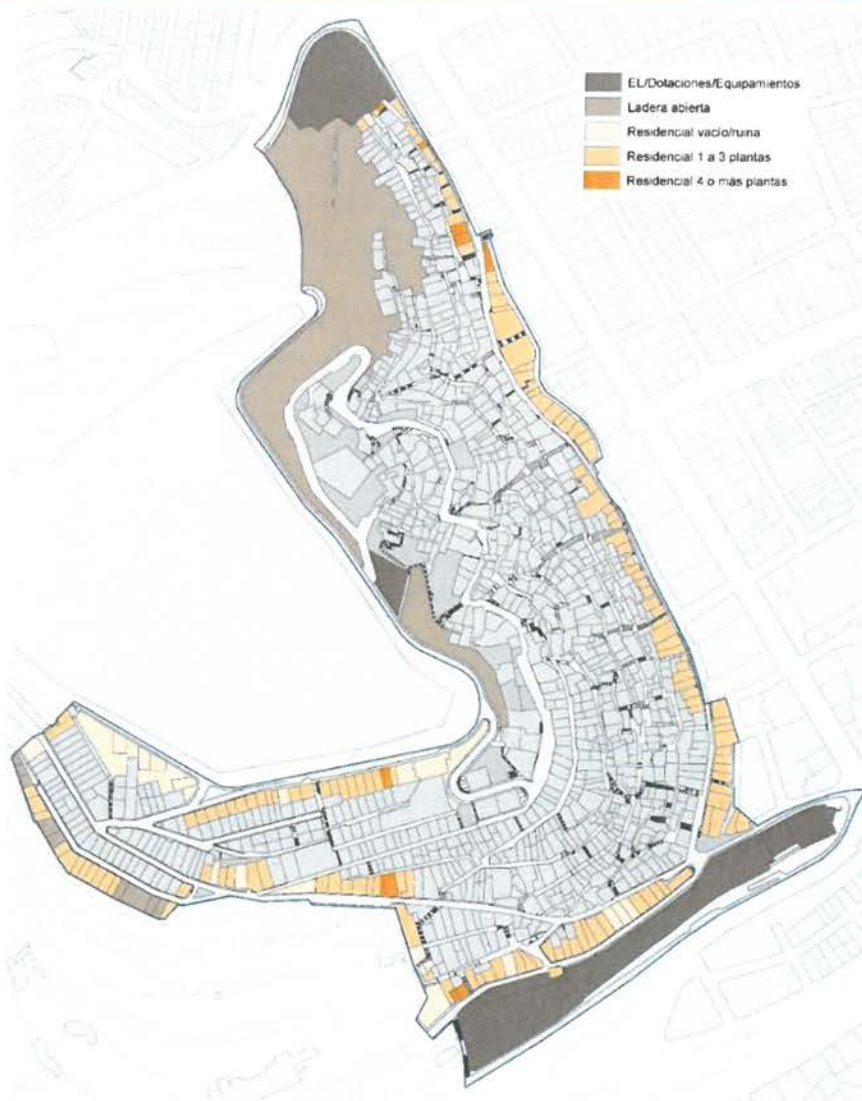 EL/Dotaciones/Equipamientos
Ladera abierta
Residencial vacío/ruina
Residencial 1 a 3 plantas
Residencial 4 o más plantas